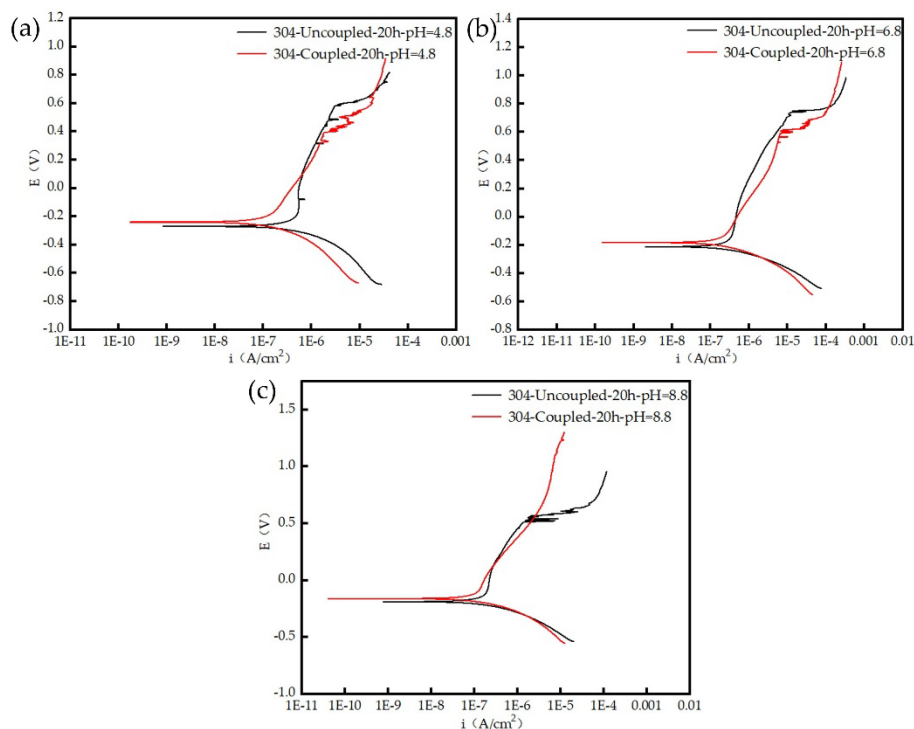 (a)
304-Uncoupled-20h-pH=4.8
304-Coupled-20h-pH=4.8
E（V）
1.2
1.0
0.8
0.6
0.4
0.2
0.0
-0.2
-0.4
-0.6
-0.8
-1.0
1E-10 1E-9 1E-8 1E-7 1E-6 1E-5 1E-4 0.001
1E-10
i（A/cm²）
(b)
304-Uncoupled-20h-pH=6.8
304-Coupled-20h-pH=6.8
E（V）
1.4
1.2
1.0
0.8
0.6
0.4
0.2
0.0
-0.2
-0.4
-0.6
-0.8
1E-12 1E-11 1E-10 1E-9 1E-8 1E-7 1E-6 1E-5 1E-4 0.001 0.01
i（A/cm²）
(c)
304-Uncoupled-20h-pH=8.8
304-Coupled-20h-pH=8.8
E（V）
1.5
1.0
0.5
0.0
-0.5
-1.0
1E-11 1E-10 1E-9 1E-8 1E-7 1E-6 1E-5 1E-4 0.001 0.01
i（A/cm²）